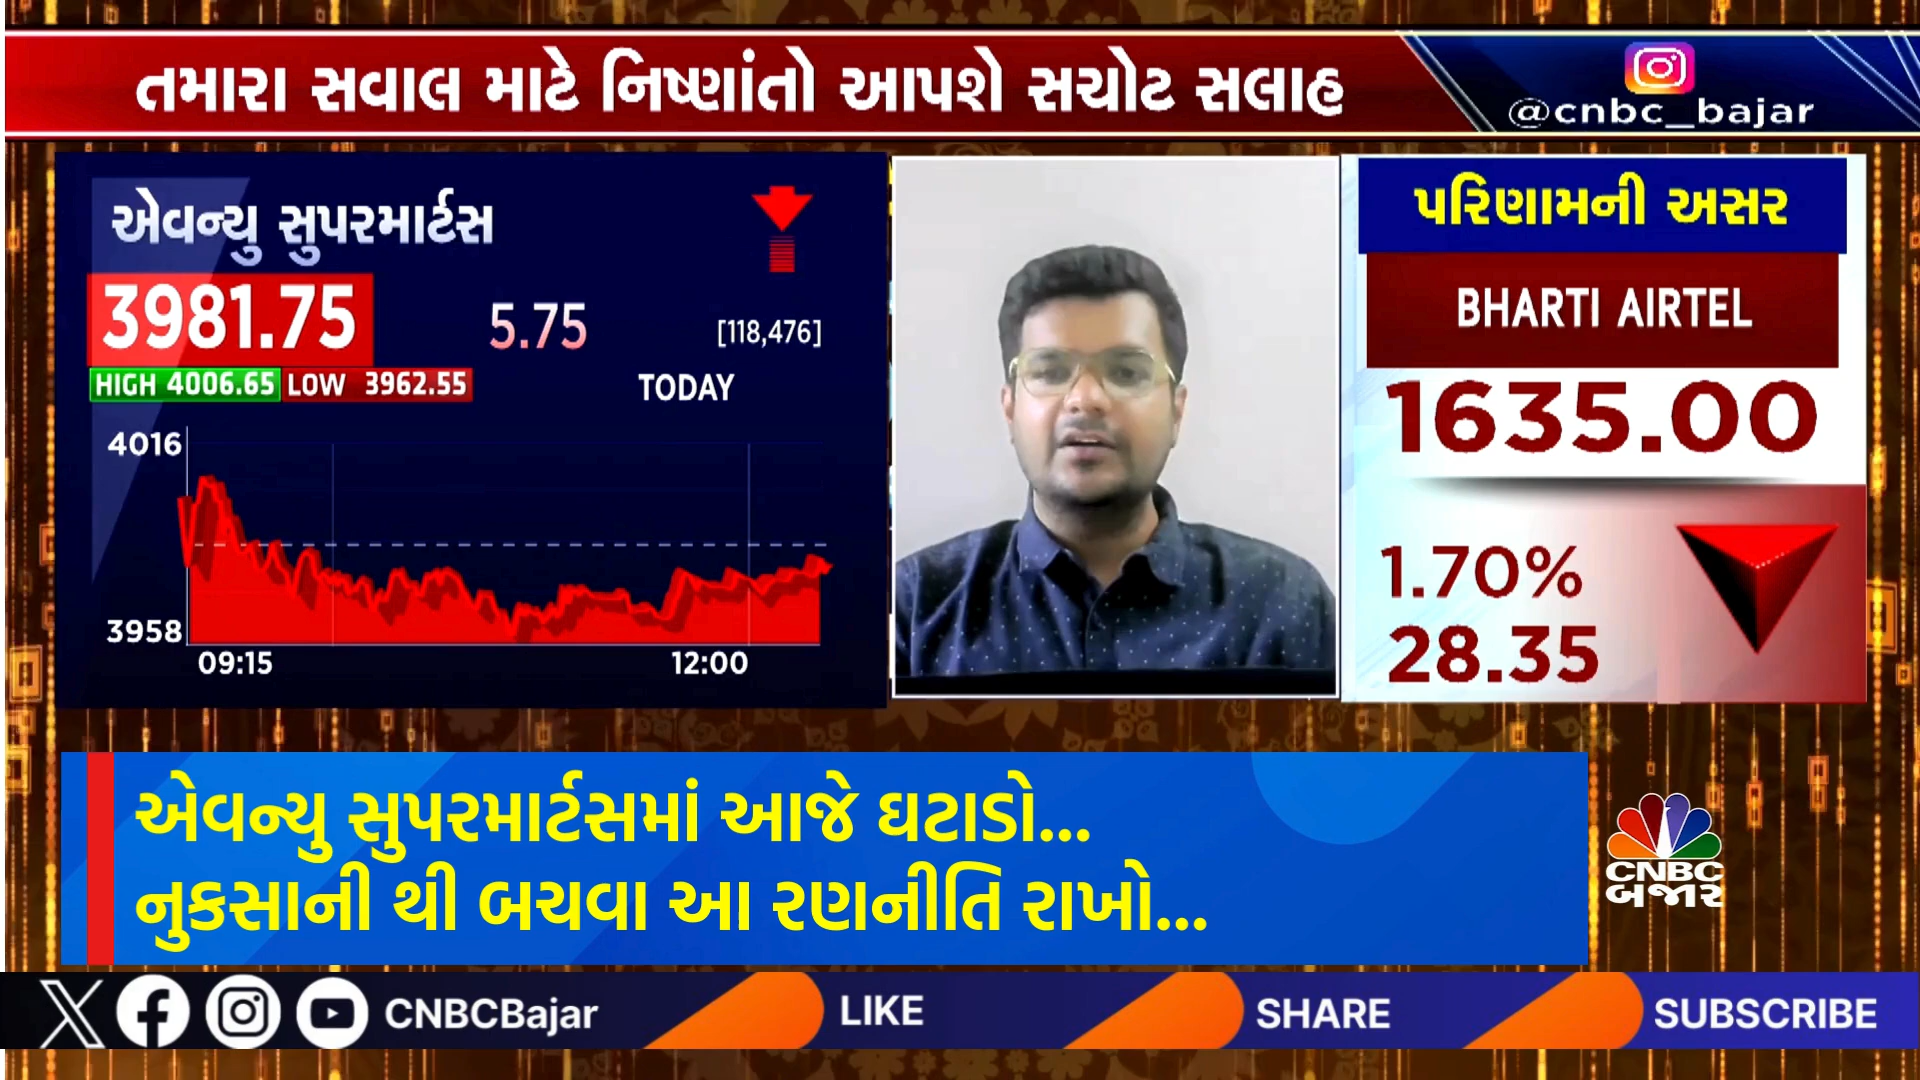 તમારા સવાલ માટે નિષ્ણાંતો આપશે સચોટ સલાહ
@cnbc_bajar
એવન્યુ સુપરમાર્ટસ
3981.75
5.75
[118,476]
HIGH 4006.65 LOW 3962.55
TODAY
4016
3958
09:15
12:00
પરિણામની અસર
BHARTI AIRTEL
1635.00
1.70%
28.35
એવન્યુ સુપરમાર્ટસમાં આજે ઘટાડો...
નુકસાની થી બચવા આ રણનીતિ રાખો...
CNBC
બજાર
CNBCBajar
LIKE
SHARE
SUBSCRIBE